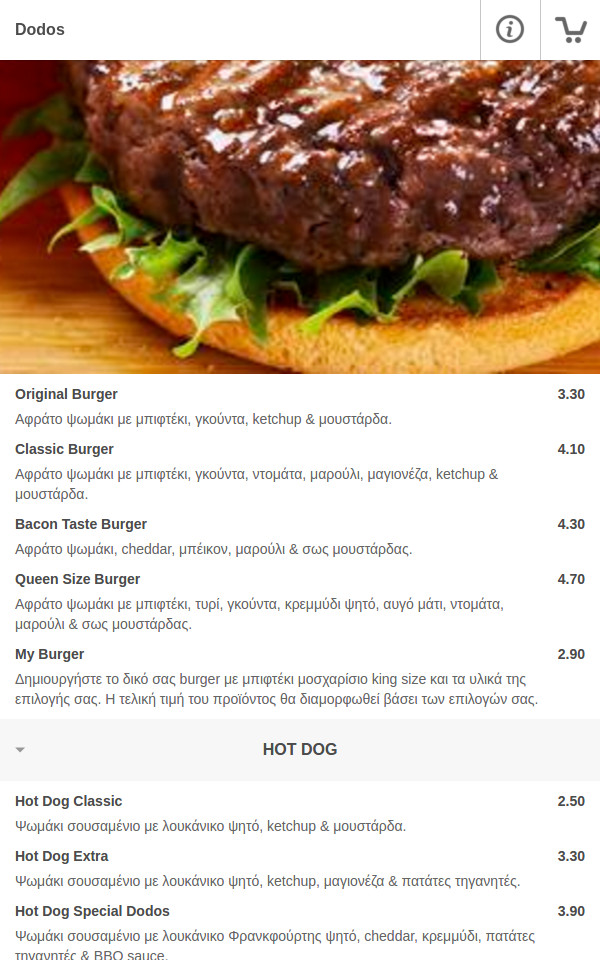 Dodos
Original Burger 3.30
Αφράτο ψωμάκι με μπιφτέκι, γκούντα, ketchup & μουστάρδα.
Classic Burger 4.10
Αφράτο ψωμάκι με μπιφτέκι, γκούντα, ντομάτα, μαρούλι, μαγιονέζα, ketchup &
μουστάρδα.
Bacon Taste Burger 4.30
Αφράτο ψωμάκι, cheddar, μπέικον, μαρούλι & σως μουστάρδας.
Queen Size Burger 4.70
Αφράτο ψωμάκι με μπιφτέκι, τυρί, γκούντα, κρεμμύδι ψητό, αυγό μάτι, ντομάτα,
μαρούλι & σως μουστάρδας.
My Burger 2.90
Δημιουργήστε το δικό σας burger με μπιφτέκι μοσχαρίσιο king size και τα υλικά της
επιλογής σας. Η τελική τιμή του προϊόντος θα διαμορφωθεί βάσει των επιλογών σας.
HOT DOG
Hot Dog Classic 2.50
Ψωμάκι σουσαμένιο με λουκάνικο ψητό, ketchup & μουστάρδα.
Hot Dog Extra 3.30
Ψωμάκι σουσαμένιο με λουκάνικο ψητό, ketchup, μαγιονέζα & πατάτες τηγανητές.
Hot Dog Special Dodos 3.90
Ψωμάκι σουσαμένιο με λουκάνικο Φρανκφούρτης ψητό, cheddar, κρεμμύδι, πατάτες
τηγανητές & BBQ sauce.